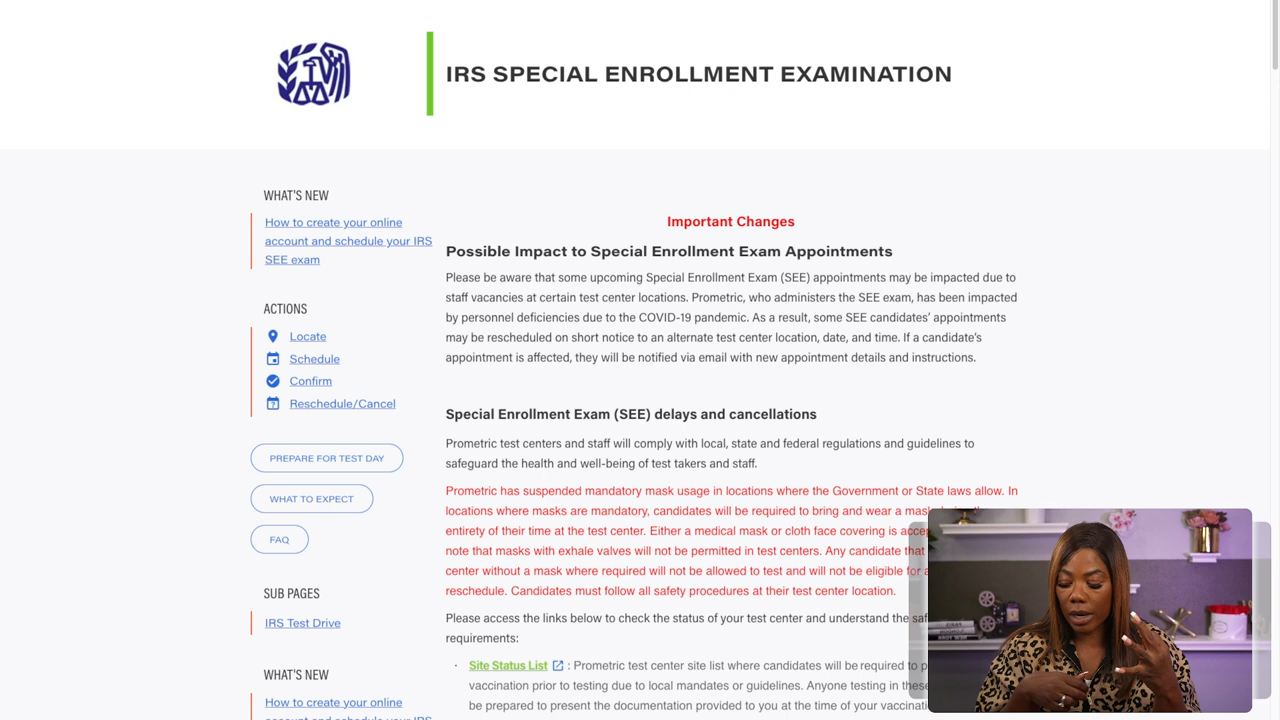 IRS SPECIAL ENROLLMENT EXAMINATION
WHAT'S NEW
How to create your online
account and schedule your IRS
SEE exam
ACTIONS
Locate
Schedule
Confirm
Reschedule/Cancel
PREPARE FOR TEST DAY
WHAT TO EXPECT
FAQ
SUB PAGES
IRS Test Drive
WHAT'S NEW
How to create your online
account and schedule your IRS
Important Changes
Possible Impact to Special Enrollment Exam Appointments
Please be aware that some upcoming Special Enrollment Exam (SEE) appointments may be impacted due to
staff vacancies at certain test center locations. Prometric, who administers the SEE exam, has been impacted
by personnel deficiencies due to the COVID-19 pandemic. As a result, some SEE candidates' appointments
may be rescheduled on short notice to an alternate test center location, date, and time. If a candidate's
appointment is affected, they will be notified via email with new appointment details and instructions.
Special Enrollment Exam (SEE) delays and cancellations
Prometric test centers and staff will comply with local, state and federal regulations and guidelines to
safeguard the health and well-being of test takers and staff.
Prometric has suspended mandatory mask usage in locations where the Government or State laws allow. In
locations where masks are mandatory, candidates will be required to bring and wear a mask
entirety of their time at the test center. Either a medical mask or cloth face covering is
note that masks with exhale valves will not be permitted in test centers. Any candidate that
center without a mask where required will not be allowed to test and will not be eligible for a
reschedule. Candidates must follow all safety procedures at their test center location.
Please access the links below to check the status of your test center and understand the
requirements:
· Site Status List : Prometric test center site list where candidates will be required to
vaccination prior to testing due to local mandates or guidelines. Anyone testing in these
be prepared to present the documentation provided to you at the time of your